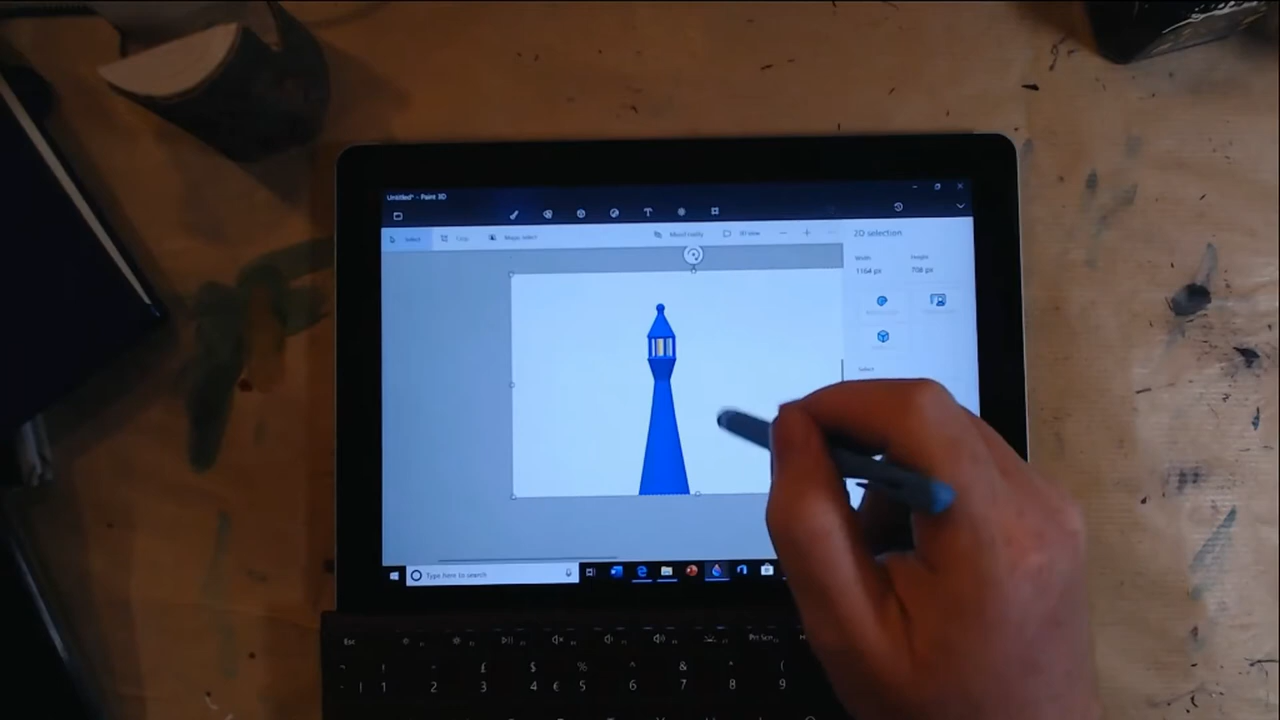 Untitled* - Paint 3D
Select Crop Magic select Mixed reality 3D view
2D selection
Width Height
1164 px 708 px
Select
Type here to search
Esc Prt Scn
! " £ $ % ^ & * (
1 2 3 4 € 5 6 7 8 9